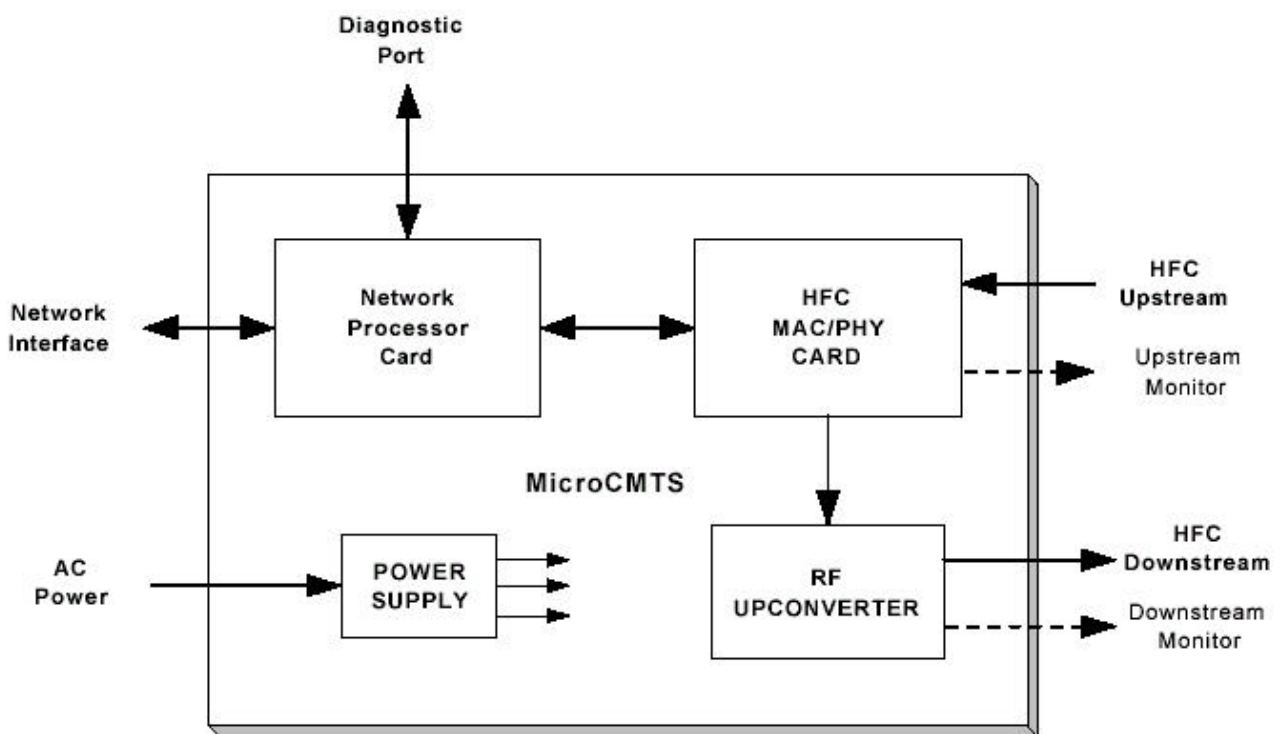 Diagnostic
Port
Network
Interface
Network
Processor
Card
HFC
MAC/PHY
CARD
HFC
Upstream
Upstream
Monitor
MicroCMTS
AC
Power
POWER
SUPPLY
RF
UPCONVERTER
HFC
Downstream
Downstream
Monitor